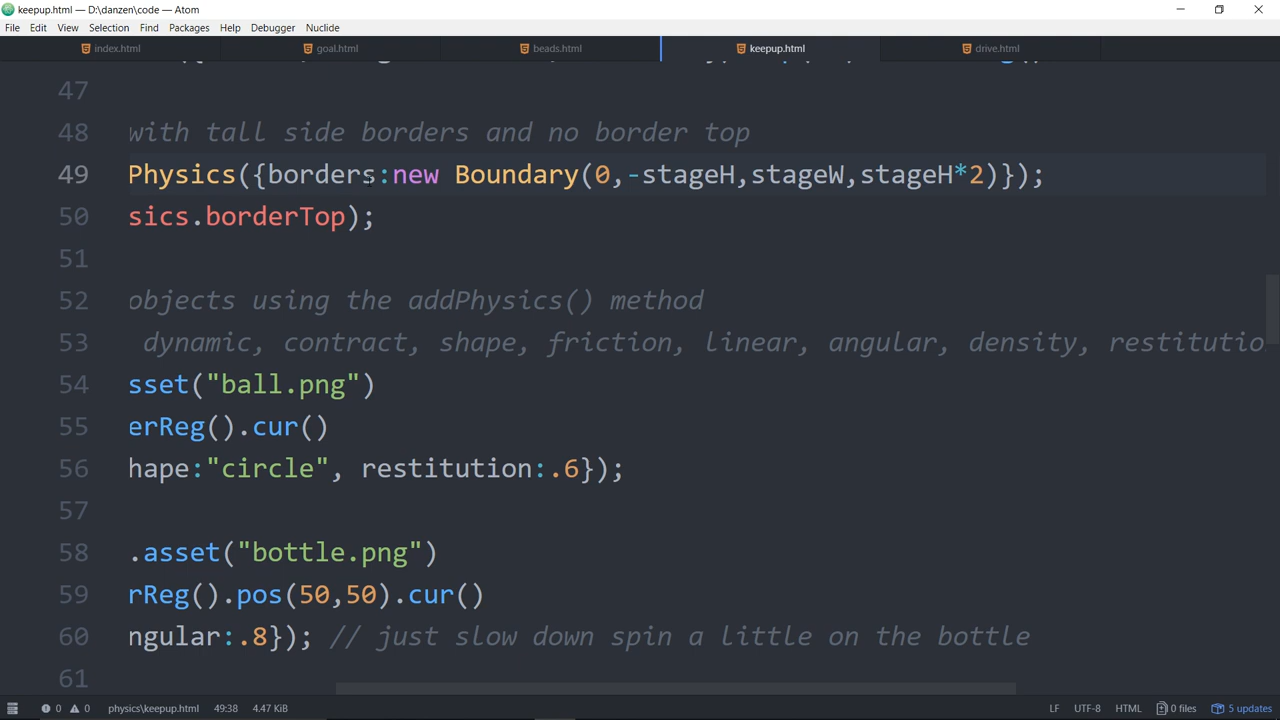 keepup.html — D:\danzen\code — Atom
File Edit View Selection Find Packages Help Debugger Nuclide
index.html goal.html beads.html keepup.html drive.html
47
48 with tall side borders and no border top
49 Physics({borders:new Boundary(0,-stageH,stageW,stageH*2)});
50 sics.borderTop);
51
52 objects using the addPhysics() method
53 dynamic, contract, shape, friction, linear, angular, density, restitutio
54 sset("ball.png")
55 erReg().cur()
56 hape:"circle", restitution:.6});
57
58 .asset("bottle.png")
59 rReg().pos(50,50).cur()
60 ngular:.8}); // just slow down spin a little on the bottle
61
0 0 physics\keepup.html 49:38 4.47 KiB LF UTF-8 HTML 0 files 5 updates